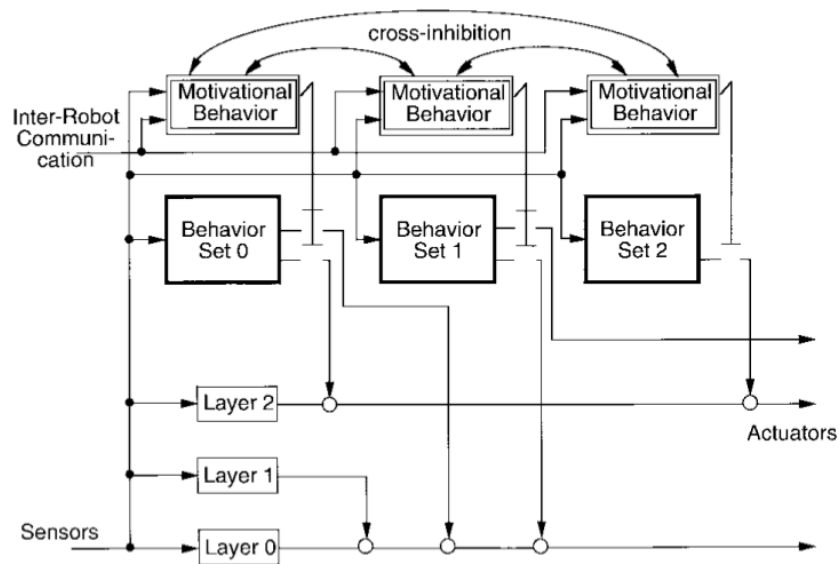 cross-inhibition
Motivational
Behavior
Motivational
Behavior
Motivational
Behavior
Inter-Robot
Communi-
cation
Behavior
Set 0
Behavior
Set 1
Behavior
Set 2
Layer 2
Actuators
Layer 1
Sensors
Layer 0